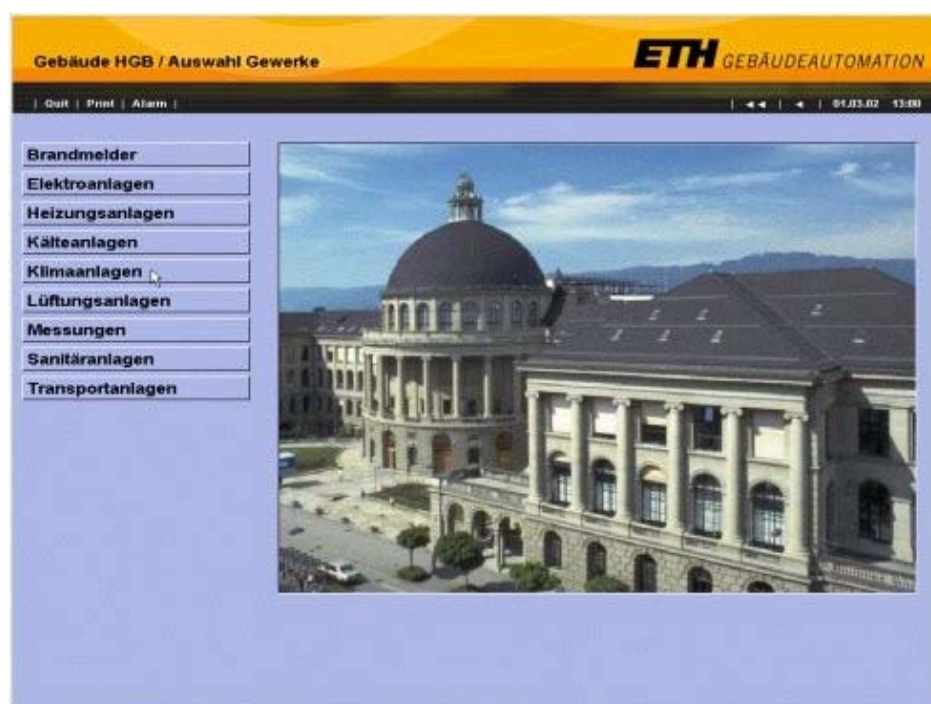 Gebäude HGB / Auswahl Gewerke
ETH GEBÄUDEAUTOMATION
| Quit | Print | Alarm |
| ◄◄ | ◄ | 01.03.02 13:00
Brandmelder
Elektroanlagen
Heizungsanlagen
Kälteanlagen
Klimaanlagen
Lüftungsanlagen
Messungen
Sanitäranlagen
Transportanlagen